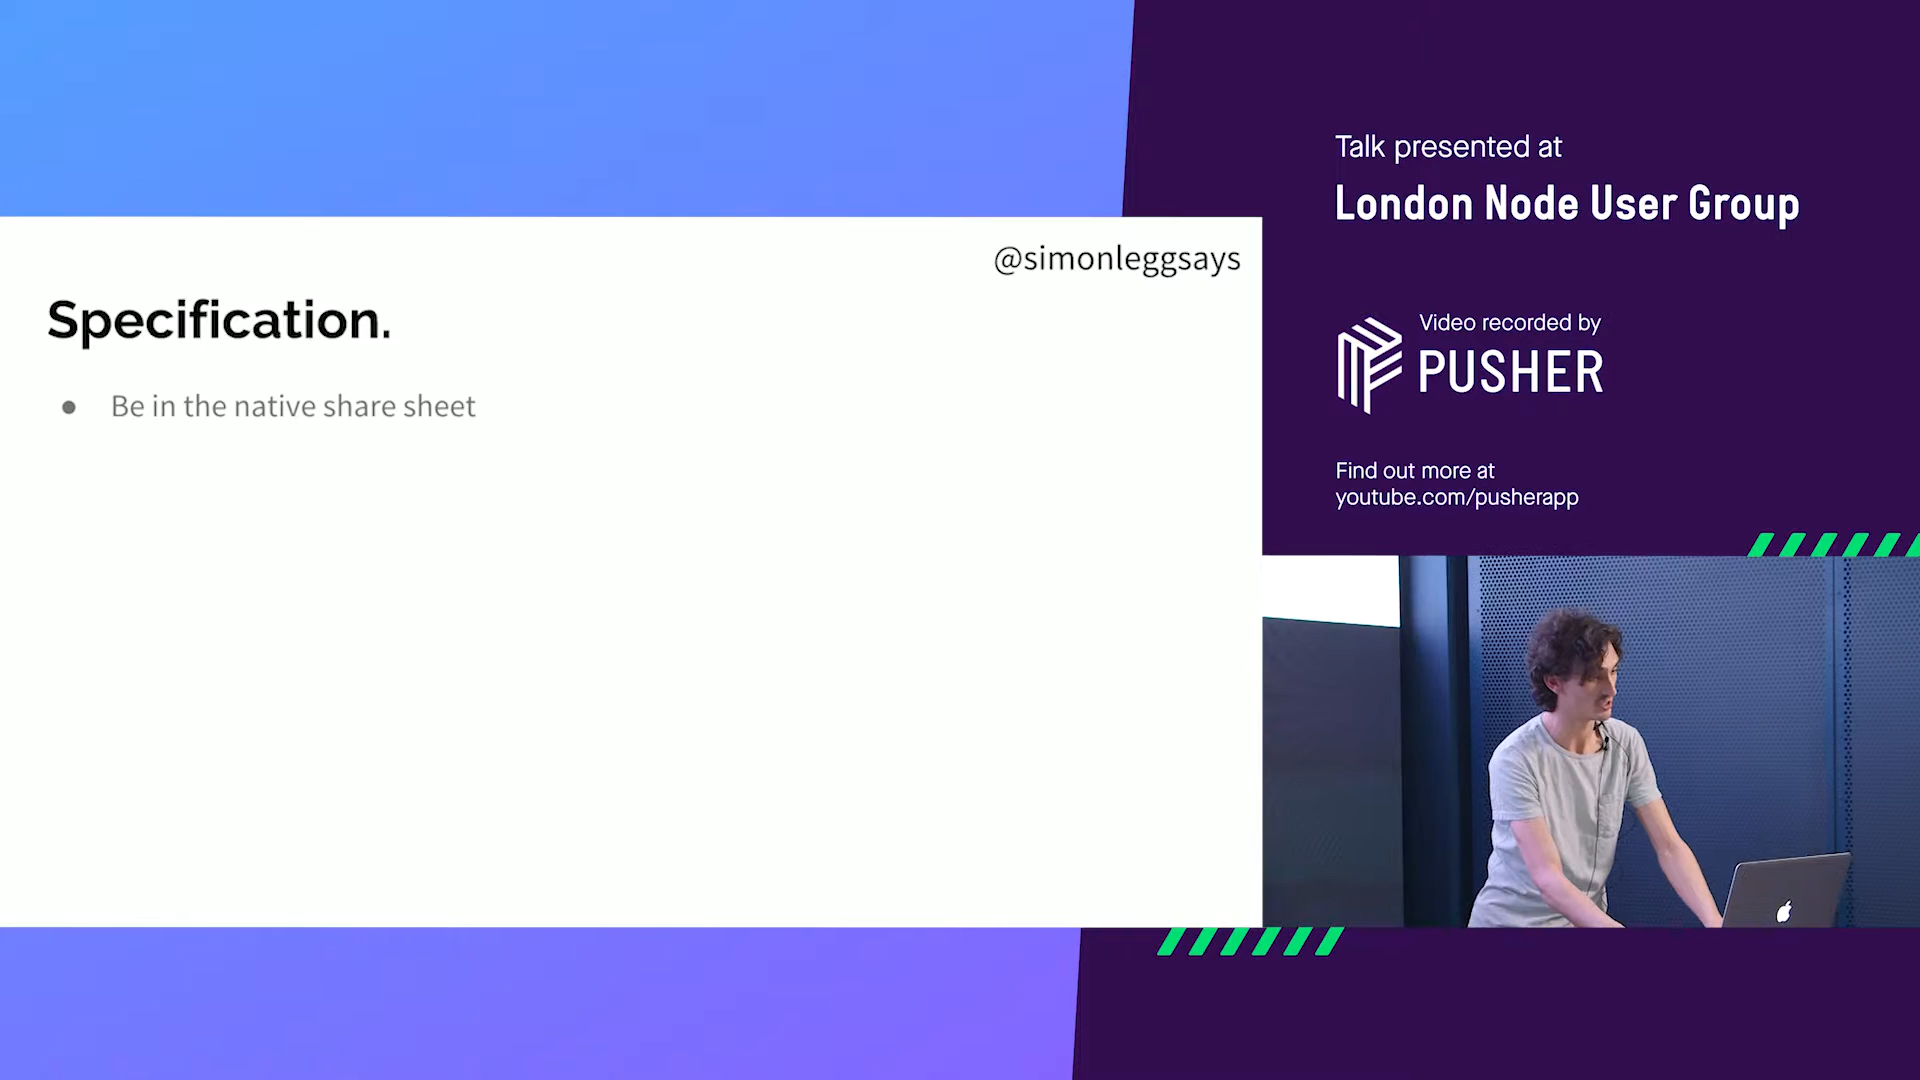 @simonleggsays
Specification.
● Be in the native share sheet
Talk presented at
London Node User Group
Video recorded by
PUSHER
Find out more at
youtube.com/pusherapp